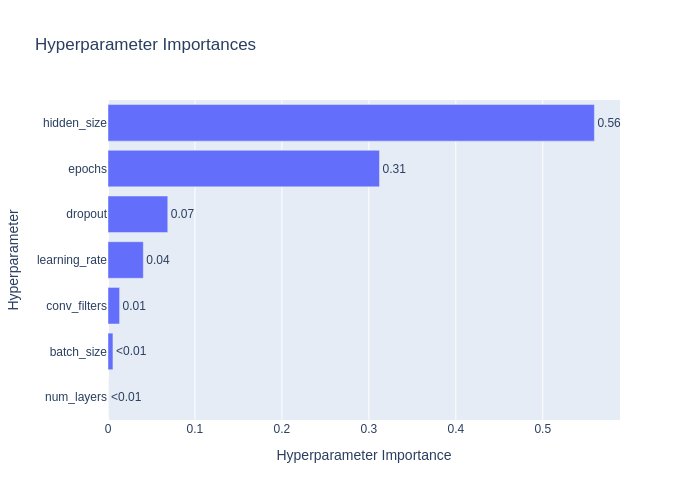 Hyperparameter Importances
hidden_size 0.56
epochs 0.31
dropout 0.07
learning_rate 0.04
conv_filters 0.01
batch_size <0.01
num_layers <0.01
0 0.1 0.2 0.3 0.4 0.5
Hyperparameter Importance
Hyperparameter